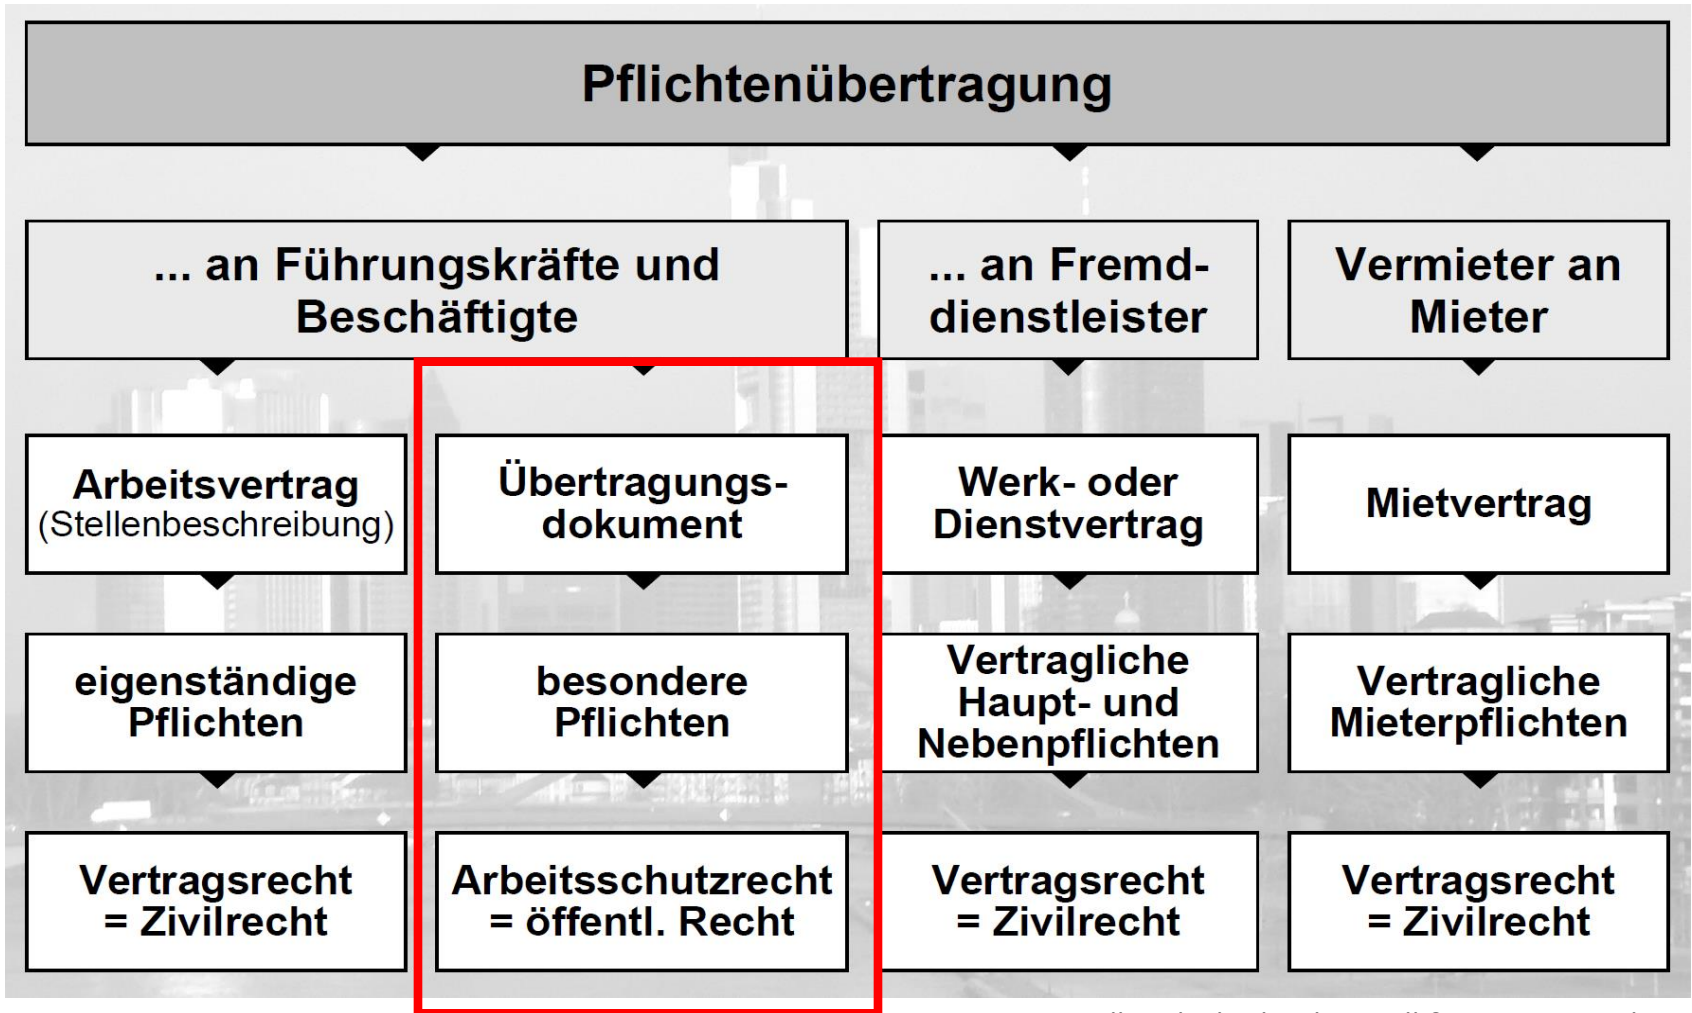 Pflichtenübertragung
... an Führungskräfte und
Beschäftigte
... an Fremd-
dienstleister
Vermieter an
Mieter
Arbeitsvertrag
(Stellenbeschreibung)
Übertragungs-
dokument
Werk- oder
Dienstvertrag
Mietvertrag
eigenständige
Pflichten
besondere
Pflichten
Vertragliche
Haupt- und
Nebenpflichten
Vertragliche
Mieterpflichten
Vertragsrecht
= Zivilrecht
Arbeitsschutzrecht
= öffentl. Recht
Vertragsrecht
= Zivilrecht
Vertragsrecht
= Zivilrecht